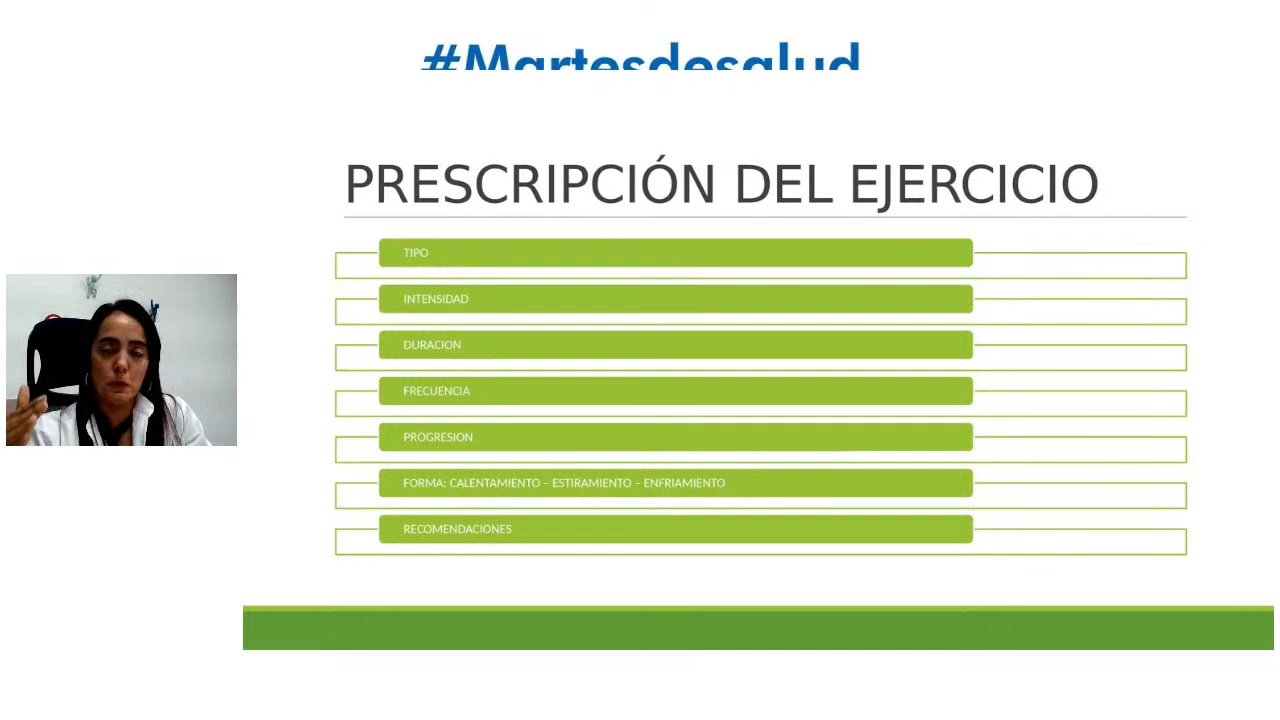 #Martesdesalud
PRESCRIPCIÓN DEL EJERCICIO
TIPO
INTENSIDAD
DURACION
FRECUENCIA
PROGRESION
FORMA: CALENTAMIENTO – ESTIRAMIENTO – ENFRIAMIENTO
RECOMENDACIONES